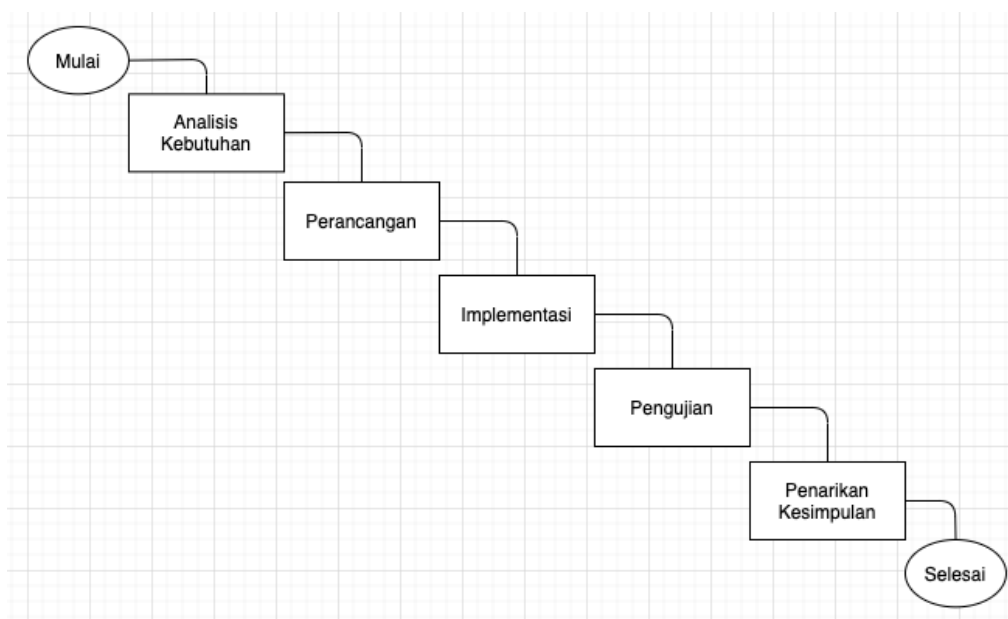 Mulai
Analisis
Kebutuhan
Perancangan
Implementasi
Pengujian
Penarikan
Kesimpulan
Selesai